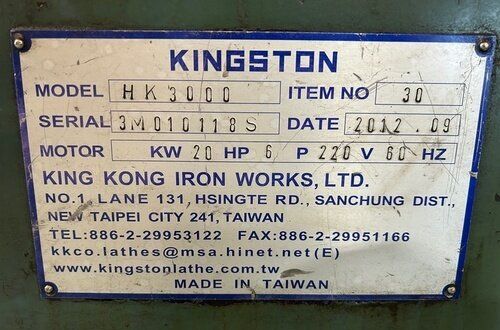 KINGSTON
MODEL HK3000 ITEM NO 30
SERIAL 3M010118S DATE 2012.09
MOTOR KW 20 HP 6 P 220 V 60 HZ
KING KONG IRON WORKS, LTD.
NO.1 LANE 131, HSINGTE RD., SANCHUNG DIST.,
NEW TAIPEI CITY 241, TAIWAN
TEL:886-2-29953122 FAX:886-2-29951166
kkco.lathes@msa.hinet.net(E)
www.kingstonlathe.com.tw
MADE IN TAIWAN